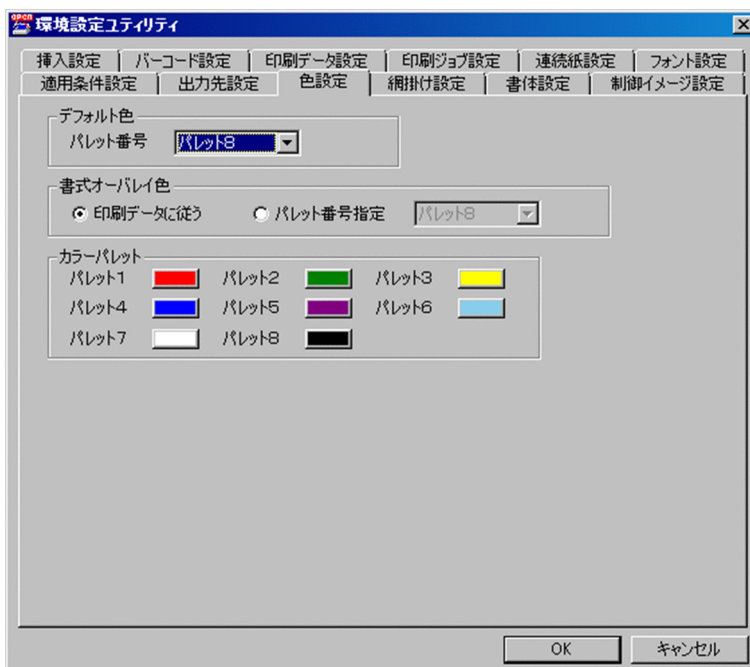 OPEN 環境設定ユティリティ
挿入設定 バーコード設定 印刷データ設定 印刷ジョブ設定 連続紙設定 フォント設定
適用条件設定 出力先設定 色設定 網掛け設定 書体設定 制御イメージ設定
デフォルト色
パレット番号 パレット8
書式オーバレイ色
印刷データに従う パレット番号指定 パレット8
カラーパレット
パレット1 パレット2 パレット3
パレット4 パレット5 パレット6
パレット7 パレット8
OK キャンセル